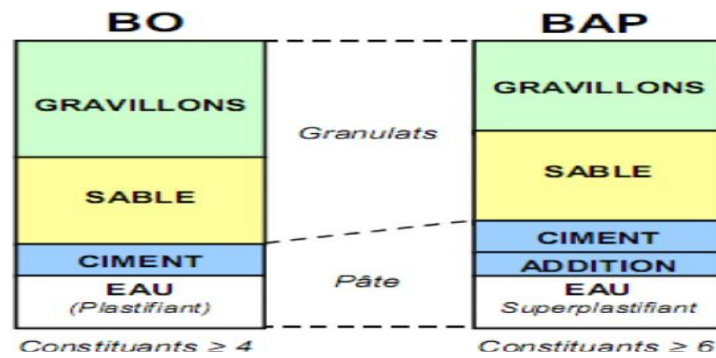 BO
BAP
GRAVILLONS
GRAVILLONS
Granulats
SABLE
SABLE
CIMENT
CIMENT
ADDITION
Pâte
EAU
(Plastifiant)
EAU
Superplastifiant
Constituants ≥ 4
Constituants ≥ 6